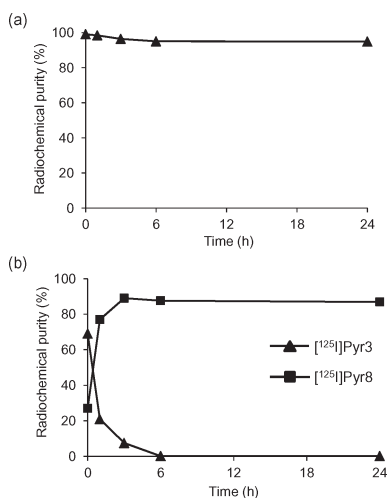 (a)
Radiochemical purity (%)
100
80
60
40
20
0
0 6 12 18 24
Time (h)
(b)
Radiochemical purity (%)
100
80
60
40
20
0
[¹²⁵I]Pyr3
[¹²⁵I]Pyr8
0 6 12 18 24
Time (h)